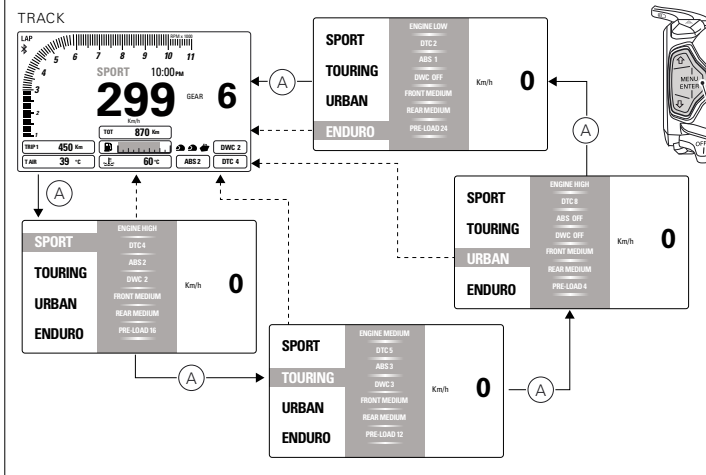 TRACK
LAP
RPM x 1000
1 2 3 4 5 6 7 8 9 10 11
SPORT 10:00 PM
299 GEAR 6
Km/h
TOT 870 Km
TRIP1 450 Km DWC 2
T AIR 39 °C 60 °C ABS 2 DTC 4
A
SPORT
TOURING
URBAN
ENDURO
ENGINE LOW
DTC 2
ABS 1
DWC OFF
FRONT MEDIUM
REAR MEDIUM
PRE-LOAD 24
Km/h 0
A
MENU
ENTER
OFF
A
SPORT
TOURING
URBAN
ENDURO
ENGINE HIGH
DTC 4
ABS 2
DWC 2
FRONT MEDIUM
REAR MEDIUM
PRE-LOAD 16
Km/h 0
A
SPORT
TOURING
URBAN
ENDURO
ENGINE MEDIUM
DTC 5
ABS 3
DWC 3
FRONT MEDIUM
REAR MEDIUM
PRE-LOAD 12
Km/h 0
A
SPORT
TOURING
URBAN
ENDURO
ENGINE HIGH
DTC 8
ABS OFF
DWC OFF
FRONT MEDIUM
REAR MEDIUM
PRE-LOAD 4
Km/h 0